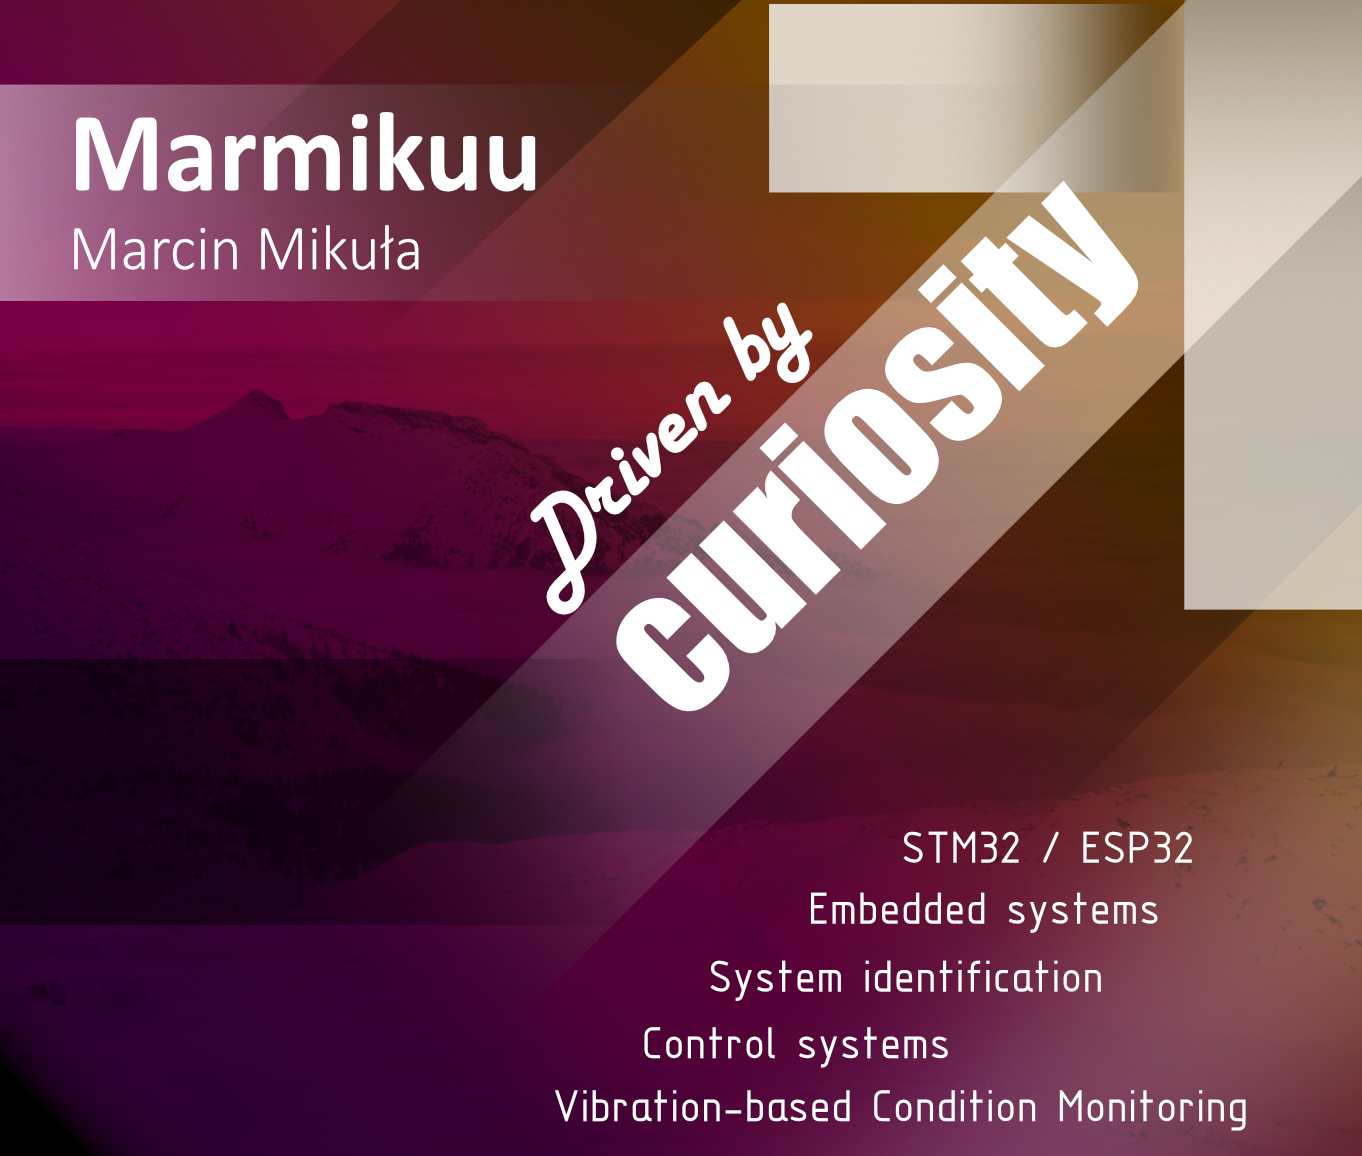 Marmikuu
Marcin Mikuła
Driven by
curiosity
STM32 / ESP32
Embedded systems
System identification
Control systems
Vibration-based Condition Monitoring